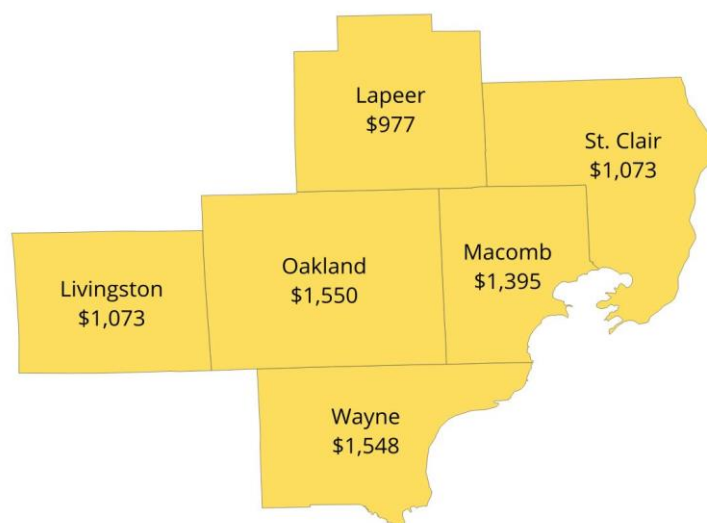 Lapeer
$977
St. Clair
$1,073
Macomb
$1,395
Oakland
$1,550
Livingston
$1,073
Wayne
$1,548